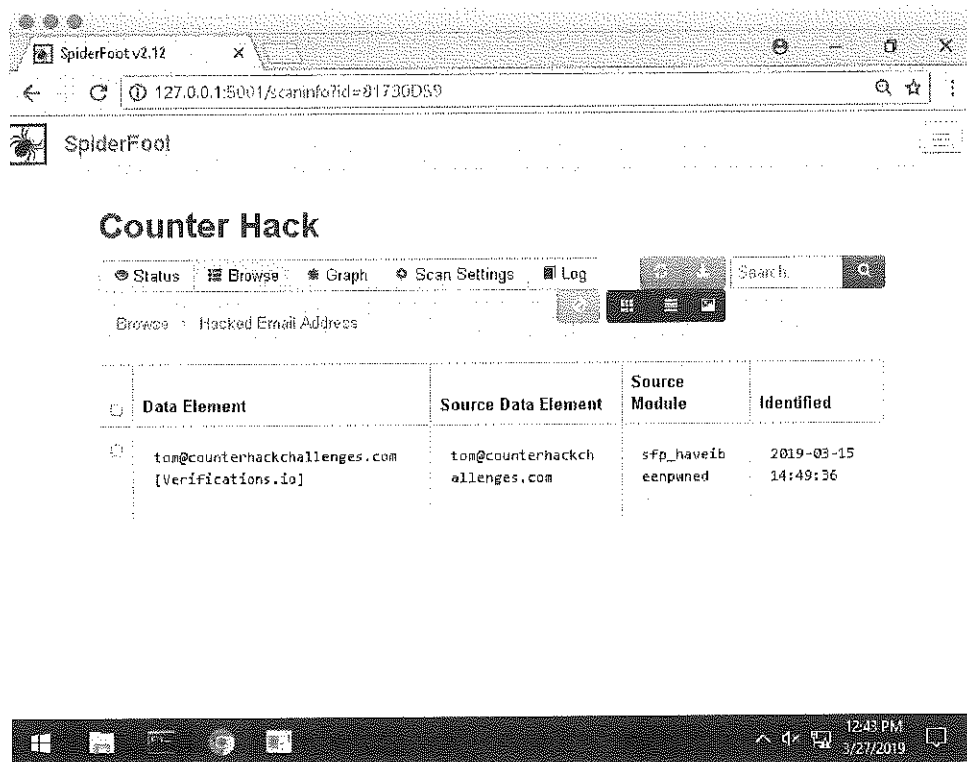 SpiderFoot v2.12
127.0.0.1:5001/scaninfo?id=81730D59
SpiderFoot
Counter Hack
Status Browse Graph Scan Settings Log Search
Browse Hacked Email Address
Data Element Source Data Element Source Module Identified
tom@counterhackchallenges.com tom@counterhackch sfp_haveib 2019-03-15
[Verifications.io] allenges.com eenpwned 14:49:36
12:43 PM
3/27/2019